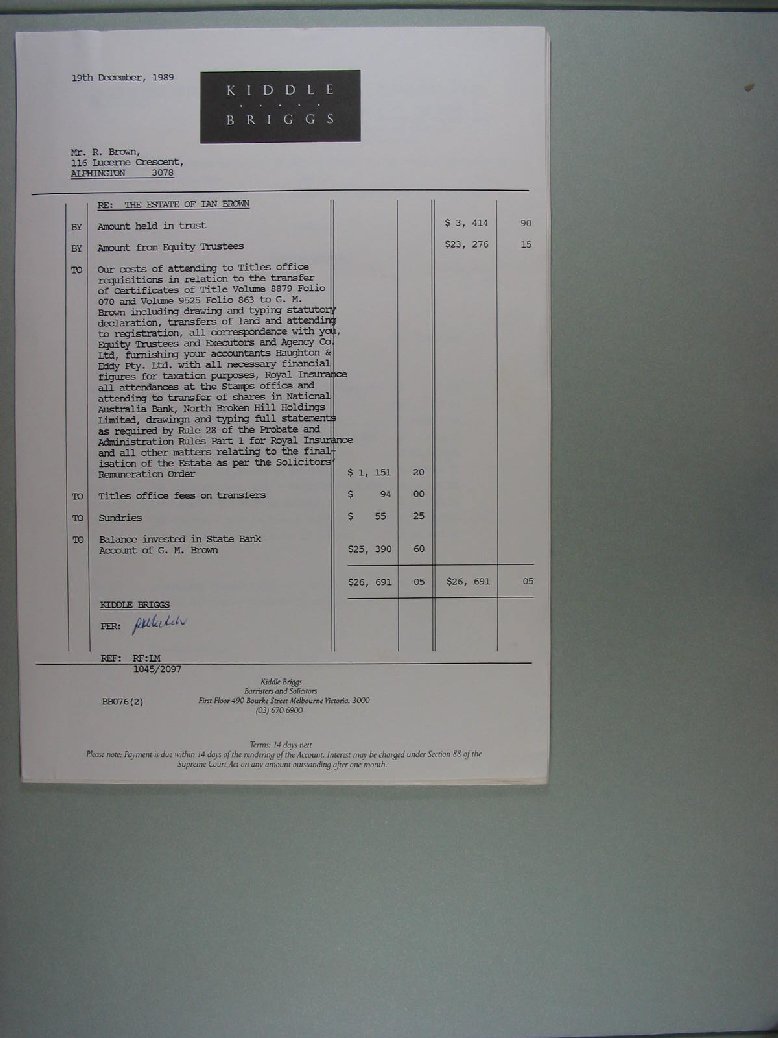 19th December, 1989
KIDDLE
BRIGGS
Mr. R. Brown,
116 Lucerne Crescent,
ALPHINGTON 3078
RE: THE ESTATE OF IAN BROWN
BY Amount held in trust $ 3, 414 90
BY Amount from Equity Trustees $23, 276 15
TO Our costs of attending to Titles office
requisitions in relation to the transfer
of Certificates of Title Volume 8879 Folio
070 and Volume 9525 Folio 863 to G. M.
Brown including drawing and typing statutory
declaration, transfers of land and attending
to registration, all correspondence with you,
Equity Trustees and Executors and Agency Co.
Ltd, furnishing your accountants Haughton &
Eddy Pty. Ltd. with all necessary financial
figures for taxation purposes, Royal Insurance
all attendances at the Stamps office and
attending to transfer of shares in National
Australia Bank, North Broken Hill Holdings
Limited, drawingn and typing full statements
as required by Rule 28 of the Probate and
Administration Rules Part 1 for Royal Insurance
and all other matters relating to the final-
isation of the Estate as per the Solicitors'
Remuneration Order $ 1, 151 20
TO Titles office fees on transfers $ 94 00
TO Sundries $ 55 25
TO Balance invested in State Bank
Account of G. M. Brown $25, 390 60
$26, 691 05 $26, 691 05
KIDDLE BRIGGS
PER:
REF: RF:LM
1045/2097
Kiddle Briggs
Barristers and Solicitors
BB076(2) First Floor 490 Bourke Street Melbourne Victoria. 3000
(03) 670 6900
Terms: 14 days nett
Please note: Payment is due within 14 days of the rendering of the Account. Interest may be charged under Section 88 of the
Supreme Court Act on any amount outstanding after one month.